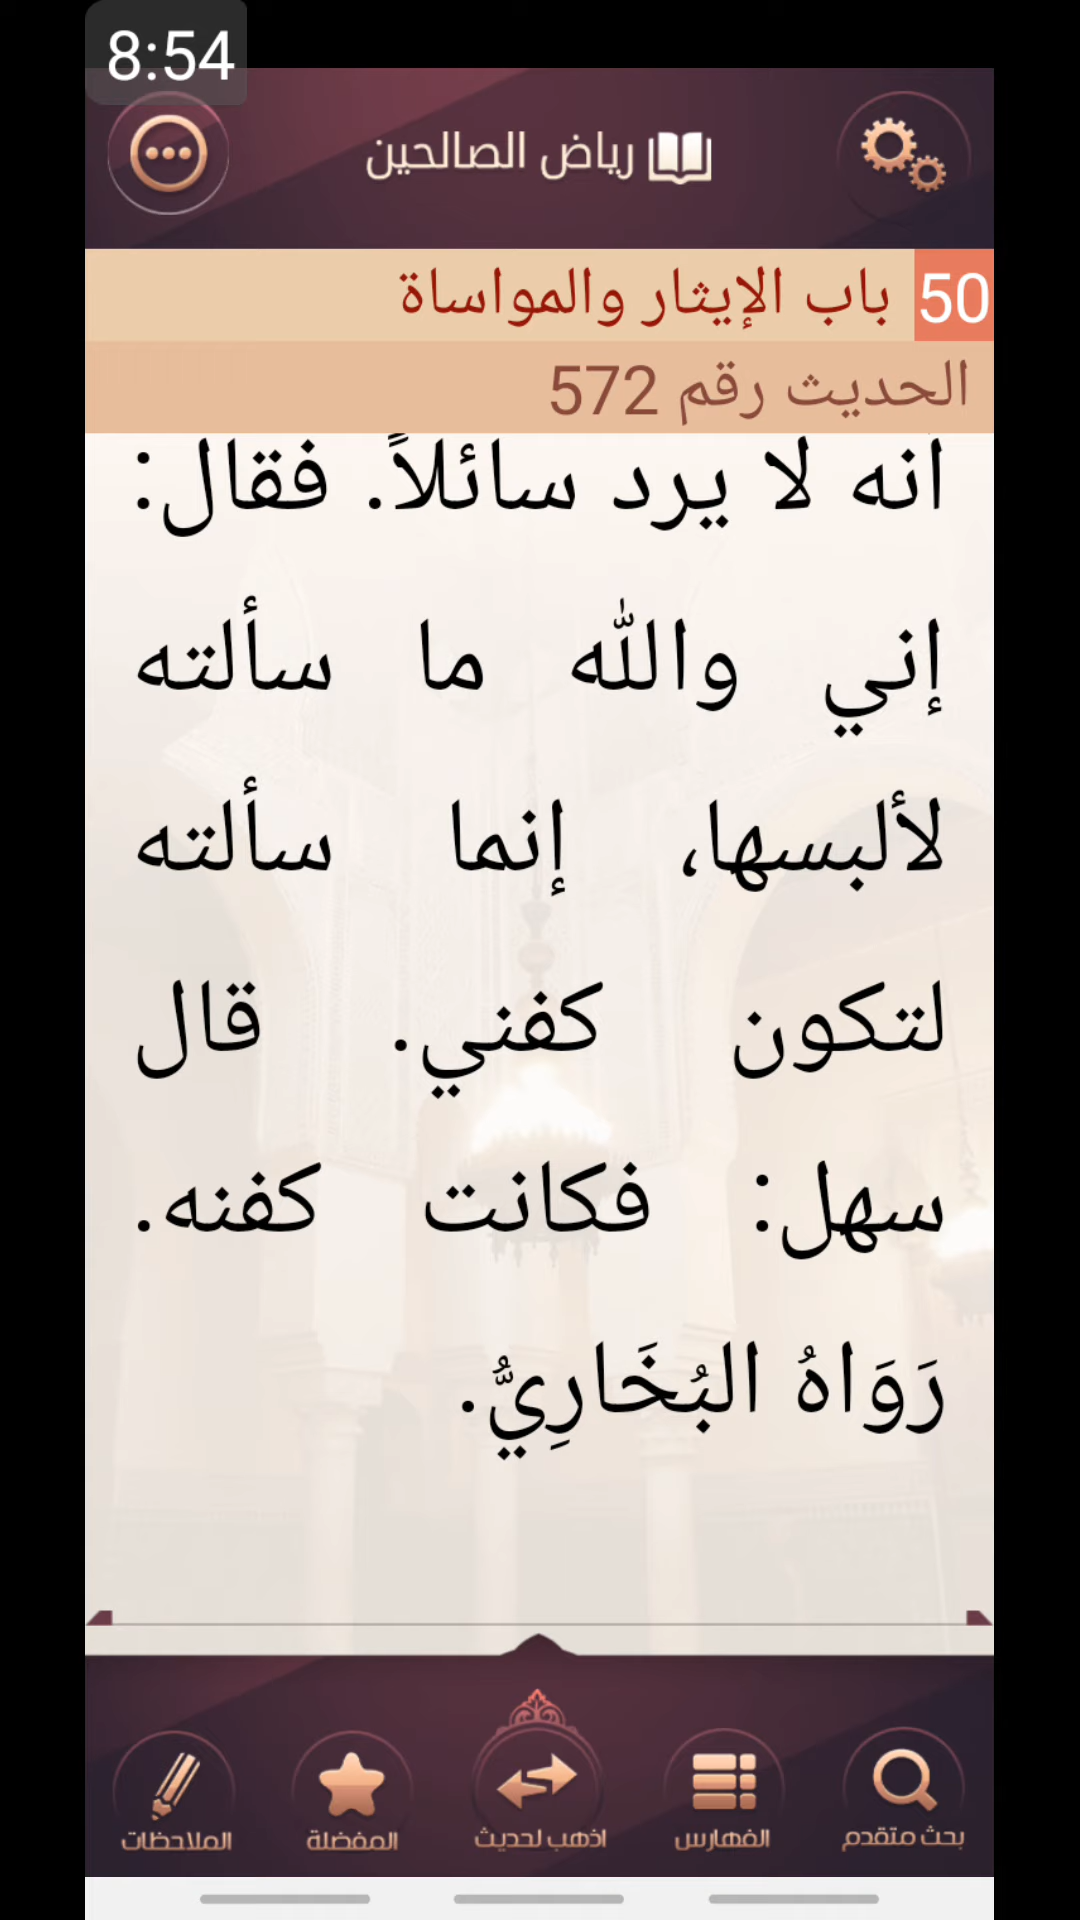 8:54
رياض الصالحين
50 باب الإيثار والمواساة
الحديث رقم 572
أنه لا يرد سائلاً. فقال:
إني والله ما سألته
لألبسها، إنما سألته
لتكون كفني. قال
سهل: فكانت كفنه.
رَوَاهُ البُخَارِيُّ.
بحث متقدم
الفهارس
اذهب لحديث
المفضلة
الملاحظات